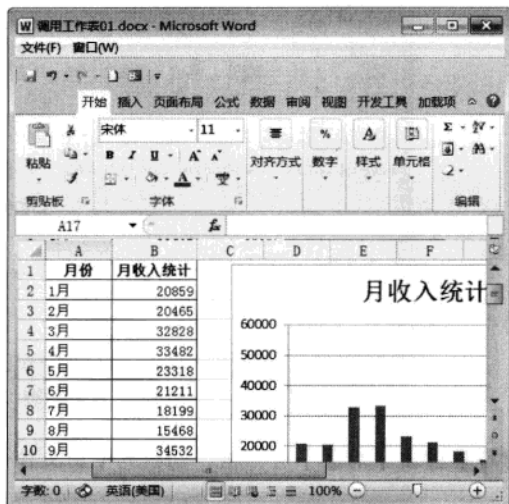 调用工作表01.docx - Microsoft Word
文件(F) 窗口(W)
开始 插入 页面布局 公式 数据 审阅 视图 开发工具 加载项
宋体 11
B I U A A
粘贴 对齐方式 数字 样式 单元格
剪贴板 字体 编辑
A17 fx
A B C D E F
1 月份 月收入统计
2 1月 20859
3 2月 20465
4 3月 32828
5 4月 33482
6 5月 23318
7 6月 21211
8 7月 18199
9 8月 15468
10 9月 34532
月收入统计
60000
50000
40000
30000
20000
字数: 0 英语(美国) 100%